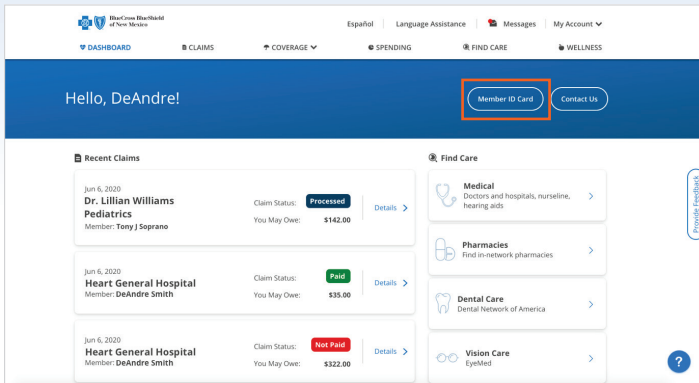 BlueCross BlueShield
of New Mexico
Español Language Assistance Messages My Account
DASHBOARD CLAIMS COVERAGE SPENDING FIND CARE WELLNESS
Hello, DeAndre!
Member ID Card Contact Us
Recent Claims
Jun 6, 2020
Dr. Lillian Williams
Pediatrics
Member: Tony J Soprano
Claim Status: Processed
You May Owe: $142.00
Details
Jun 6, 2020
Heart General Hospital
Member: DeAndre Smith
Claim Status: Paid
You May Owe: $35.00
Details
Jun 6, 2020
Heart General Hospital
Member: DeAndre Smith
Claim Status: Not Paid
You May Owe: $322.00
Details
Find Care
Medical
Doctors and hospitals, nurseline,
hearing aids
Pharmacies
Find in-network pharmacies
Dental Care
Dental Network of America
Vision Care
EyeMed
Provide Feedback
?